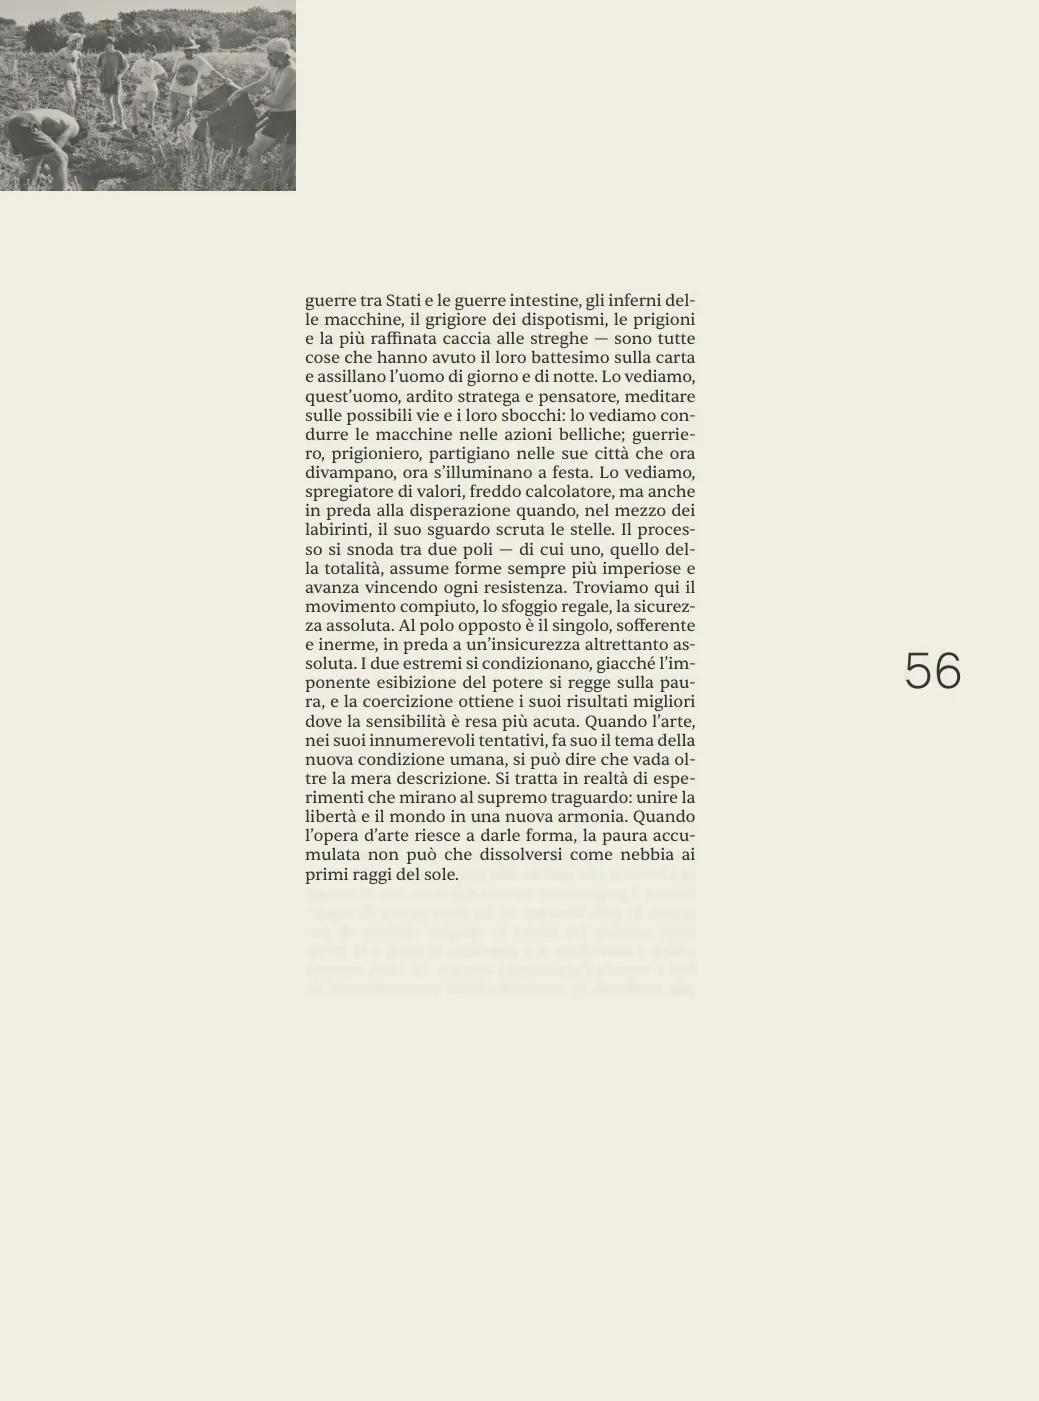 guerre tra Stati e le guerre intestine, gli inferni del-
le macchine, il grigiore dei dispotismi, le prigioni
e la più raffinata caccia alle streghe — sono tutte
cose che hanno avuto il loro battesimo sulla carta
e assillano l’uomo di giorno e di notte. Lo vediamo,
quest’uomo, ardito stratega e pensatore, meditare
sulle possibili vie e i loro sbocchi: lo vediamo con-
durre le macchine nelle azioni belliche; guerrie-
ro, prigioniero, partigiano nelle sue città che ora
divampano, ora s’illuminano a festa. Lo vediamo,
spregiatore di valori, freddo calcolatore, ma anche
in preda alla disperazione quando, nel mezzo dei
labirinti, il suo sguardo scruta le stelle. Il proces-
so si snoda tra due poli — di cui uno, quello del-
la totalità, assume forme sempre più imperiose e
avanza vincendo ogni resistenza. Troviamo qui il
movimento compiuto, lo sfoggio regale, la sicurez-
za assoluta. Al polo opposto è il singolo, sofferente
e inerme, in preda a un’insicurezza altrettanto as-
soluta. I due estremi si condizionano, giacché l’im-
ponente esibizione del potere si regge sulla pau-
ra, e la coercizione ottiene i suoi risultati migliori
dove la sensibilità è resa più acuta. Quando l’arte,
nei suoi innumerevoli tentativi, fa suo il tema della
nuova condizione umana, si può dire che vada ol-
tre la mera descrizione. Si tratta in realtà di espe-
rimenti che mirano al supremo traguardo: unire la
libertà e il mondo in una nuova armonia. Quando
l’opera d’arte riesce a darle forma, la paura accu-
mulata non può che dissolversi come nebbia ai
primi raggi del sole.
56